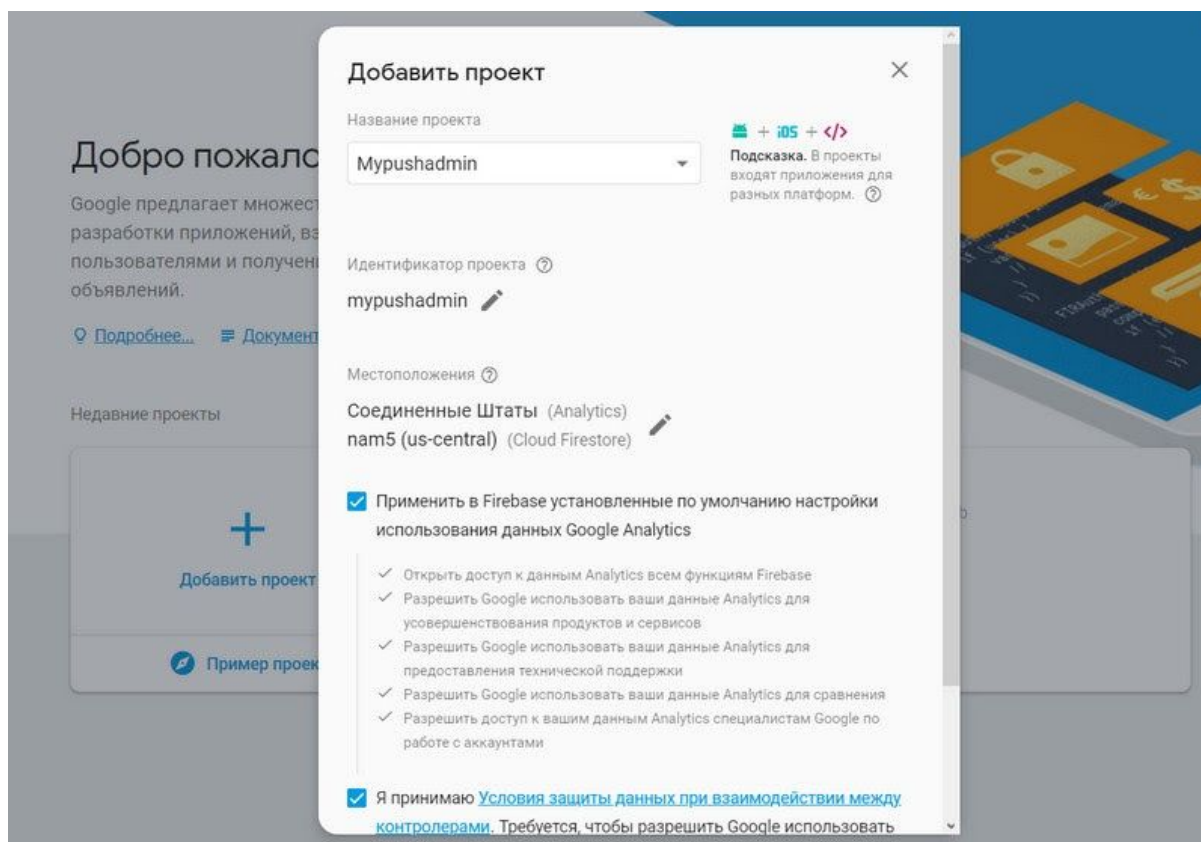 Добавить проект
Название проекта
Mypushadmin
+ iOS + </>
Подсказка. В проекты
входят приложения для
разных платформ.
Идентификатор проекта
mypushadmin
Местоположения
Соединенные Штаты (Analytics)
nam5 (us-central) (Cloud Firestore)
Применить в Firebase установленные по умолчанию настройки
использования данных Google Analytics
Открыть доступ к данным Analytics всем функциям Firebase
Разрешить Google использовать ваши данные Analytics для
усовершенствования продуктов и сервисов
Разрешить Google использовать ваши данные Analytics для
предоставления технической поддержки
Разрешить Google использовать ваши данные Analytics для сравнения
Разрешить доступ к вашим данным Analytics специалистам Google по
работе с аккаунтами
Я принимаю Условия защиты данных при взаимодействии между
контролерами. Требуется, чтобы разрешить Google использовать
Добро пожало
Google предлагает множест
разработки приложений, вз
пользователями и получени
объявлений.
Подробнее... Документ
Недавние проекты
Добавить проект
Пример проек